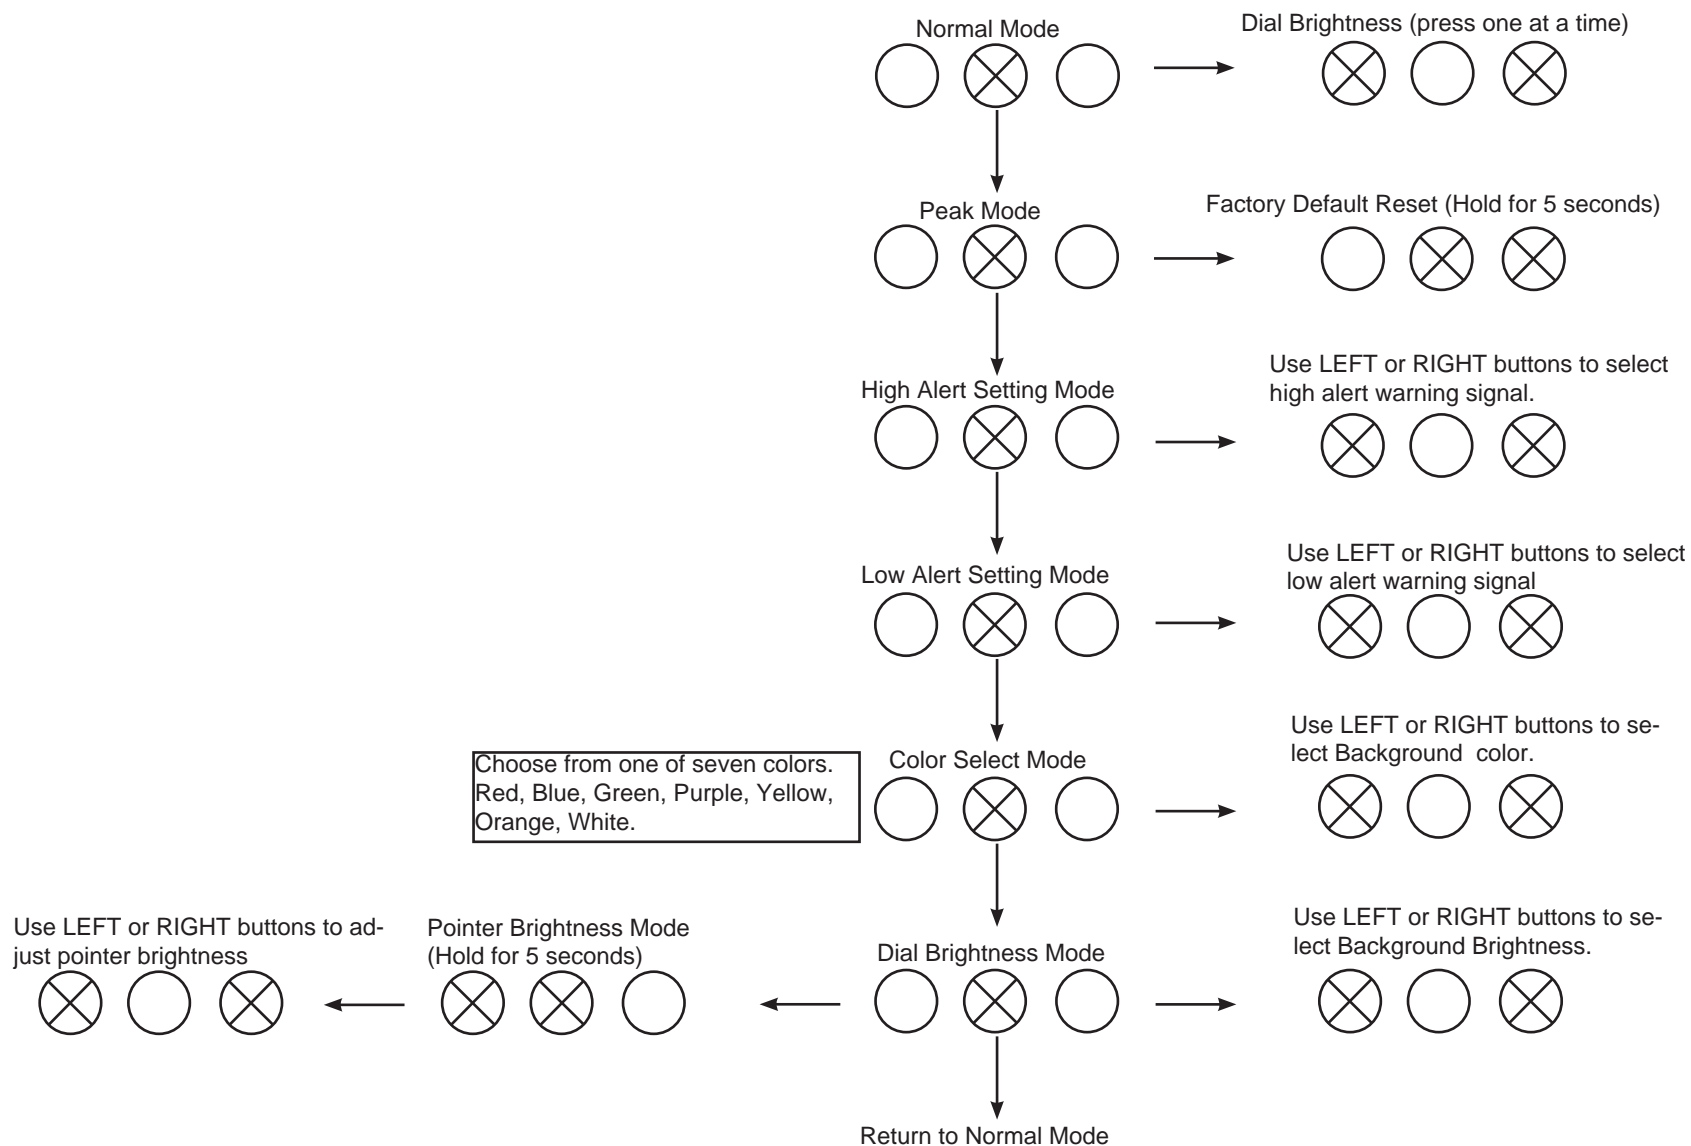 Normal Mode
Dial Brightness (press one at a time)
Peak Mode
Factory Default Reset (Hold for 5 seconds)
High Alert Setting Mode
Use LEFT or RIGHT buttons to select
high alert warning signal.
Low Alert Setting Mode
Use LEFT or RIGHT buttons to select
low alert warning signal
Choose from one of seven colors.
Red, Blue, Green, Purple, Yellow,
Orange, White.
Color Select Mode
Use LEFT or RIGHT buttons to se-
lect Background  color.
Use LEFT or RIGHT buttons to ad-
just pointer brightness
Pointer Brightness Mode
(Hold for 5 seconds)
Dial Brightness Mode
Use LEFT or RIGHT buttons to se-
lect Background Brightness.
Return to Normal Mode